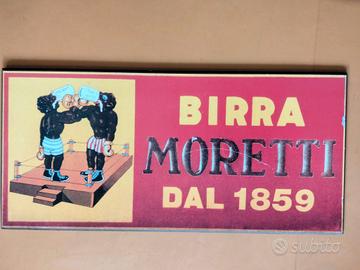 BIRRA
MORETTI
DAL 1859
subito